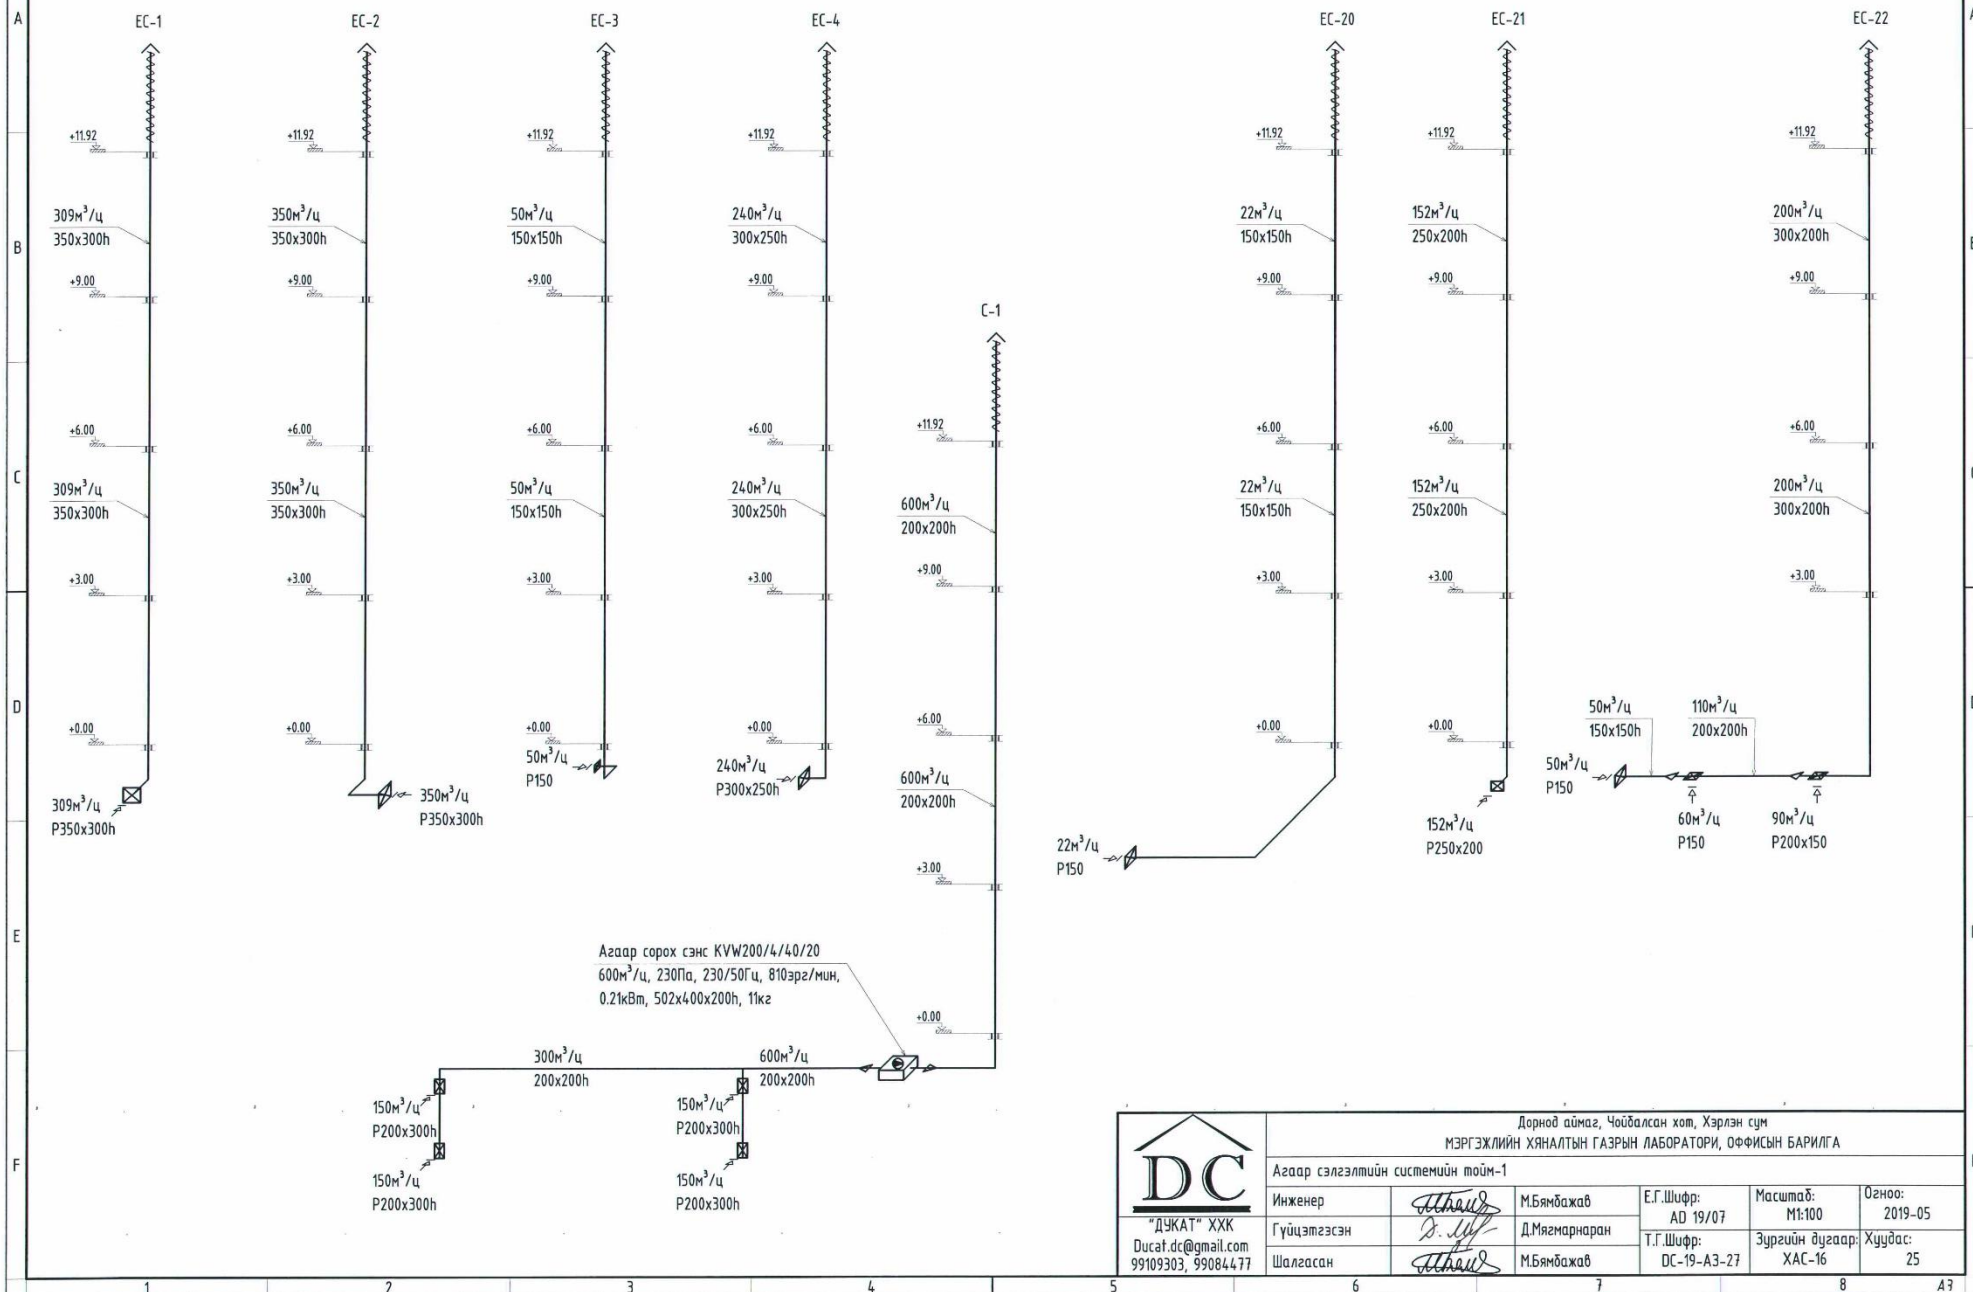 A
EC-1
EC-2
EC-3
EC-4
EC-20
EC-21
EC-22
+11.92
+11.92
+11.92
+11.92
+11.92
+11.92
+11.92
309м³/ц
350x300h
350м³/ц
350x300h
50м³/ц
150x150h
240м³/ц
300x250h
22м³/ц
150x150h
152м³/ц
250x200h
200м³/ц
300x200h
B
+9.00
+9.00
+9.00
+9.00
+9.00
+9.00
+9.00
C-1
+6.00
+6.00
+6.00
+6.00
+11.92
+6.00
+6.00
+6.00
C
309м³/ц
350x300h
350м³/ц
350x300h
50м³/ц
150x150h
240м³/ц
300x250h
600м³/ц
200x200h
22м³/ц
150x150h
152м³/ц
250x200h
200м³/ц
300x200h
+3.00
+3.00
+3.00
+3.00
+9.00
+3.00
+3.00
+3.00
D
+0.00
+0.00
+0.00
+0.00
+6.00
+0.00
+0.00
50м³/ц
150x150h
110м³/ц
200x200h
309м³/ц
P350x300h
350м³/ц
P350x300h
50м³/ц
P150
240м³/ц
P300x250h
600м³/ц
200x200h
22м³/ц
P150
152м³/ц
P250x200
50м³/ц
P150
60м³/ц
P150
90м³/ц
P200x150
+3.00
E
Агаар сорох сэнс KVW200/4/40/20
600м³/ц, 230Па, 230/50Гц, 810эрг/мин,
0.21кВт, 502x400x200h, 11кг
+0.00
300м³/ц
200x200h
600м³/ц
200x200h
150м³/ц
P200x300h
150м³/ц
P200x300h
F
150м³/ц
P200x300h
150м³/ц
P200x300h
DC
"ДУКАТ" ХХК
Ducat.dc@gmail.com
99109303, 99084477
Дорнод аймаг, Чойбалсан хот, Хэрлэн сум
МЭРГЭЖЛИЙН ХЯНАЛТЫН ГАЗРЫН ЛАБОРАТОРИ, ОФФИСЫН БАРИЛГА
Агаар сэлгэлтийн системийн тойм-1
Инженер
М.Бямбажав
Гүйцэтгэсэн
Д.Мягмарнаран
Шалгасан
М.Бямбажав
Е.Г.Шифр:
AD 19/07
Масштаб:
М1:100
Огноо:
2019-05
Т.Г.Шифр:
DC-19-A3-27
Зургийн дугаар:
ХАС-16
Хуудас:
25
1 2 3 4 5 6 7 8 A3